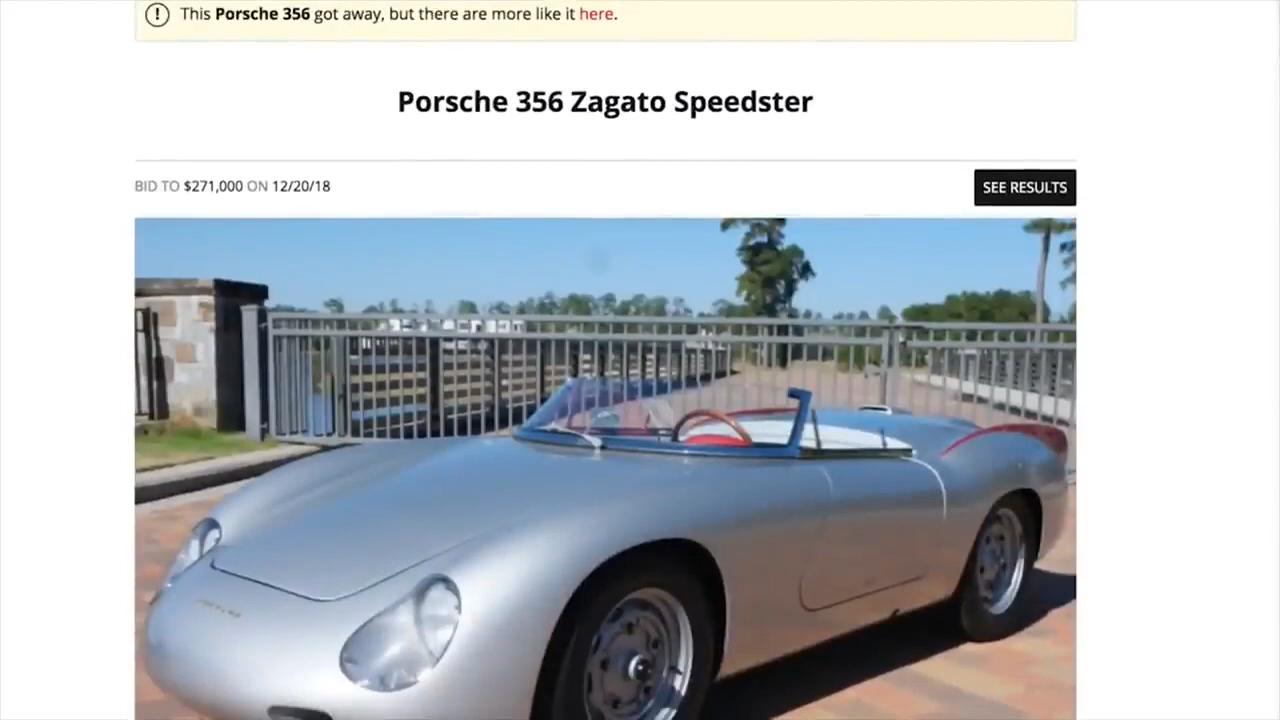 This Porsche 356 got away, but there are more like it here.
Porsche 356 Zagato Speedster
BID TO $271,000 ON 12/20/18
SEE RESULTS